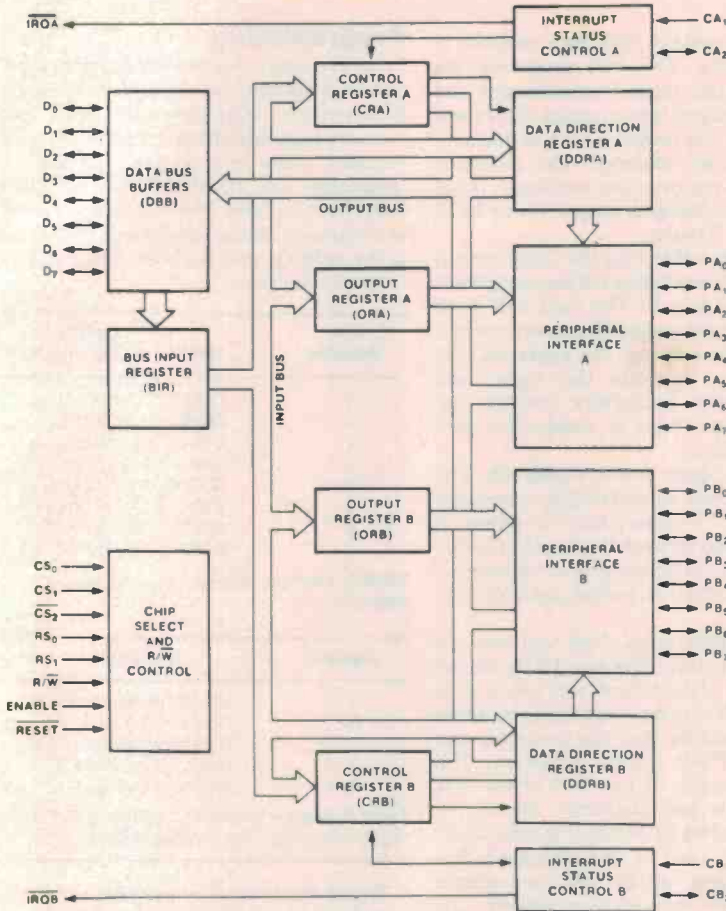 IRQA
INTERRUPT
STATUS
CONTROL A
CA₁
CA₂
CONTROL
REGISTER A
(CRA)
D₀
D₁
D₂
D₃
D₄
D₅
D₆
D₇
DATA BUS
BUFFERS
(DBB)
DATA DIRECTION
REGISTER A
(DDRA)
OUTPUT BUS
OUTPUT
REGISTER A
(ORA)
PERIPHERAL
INTERFACE
A
PA₀
PA₁
PA₂
PA₃
PA₄
PA₅
PA₆
PA₇
BUS INPUT
REGISTER
(BIR)
INPUT BUS
OUTPUT
REGISTER B
(ORB)
PERIPHERAL
INTERFACE
B
PB₀
PB₁
PB₂
PB₃
PB₄
PB₅
PB₆
PB₇
CS₀
CS₁
CS₂
RS₀
RS₁
R/W
ENABLE
RESET
CHIP
SELECT
AND
R/W
CONTROL
CONTROL
REGISTER B
(CRB)
DATA DIRECTION
REGISTER B
(DDRB)
IRQB
INTERRUPT
STATUS
CONTROL B
CB
CB